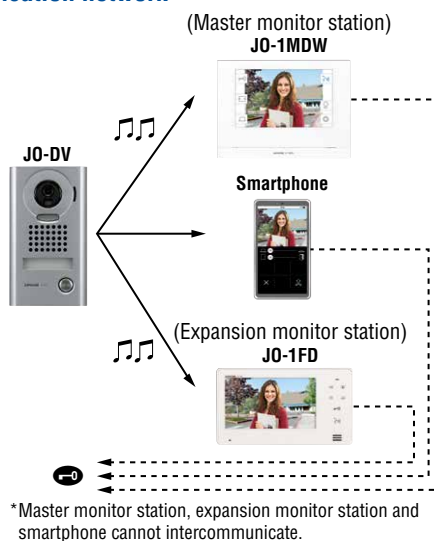 (Master monitor station)
JO-1MDW
JO-DV
Smartphone
(Expansion monitor station)
JO-1FD
*Master monitor station, expansion monitor station and
smartphone cannot intercommunicate.